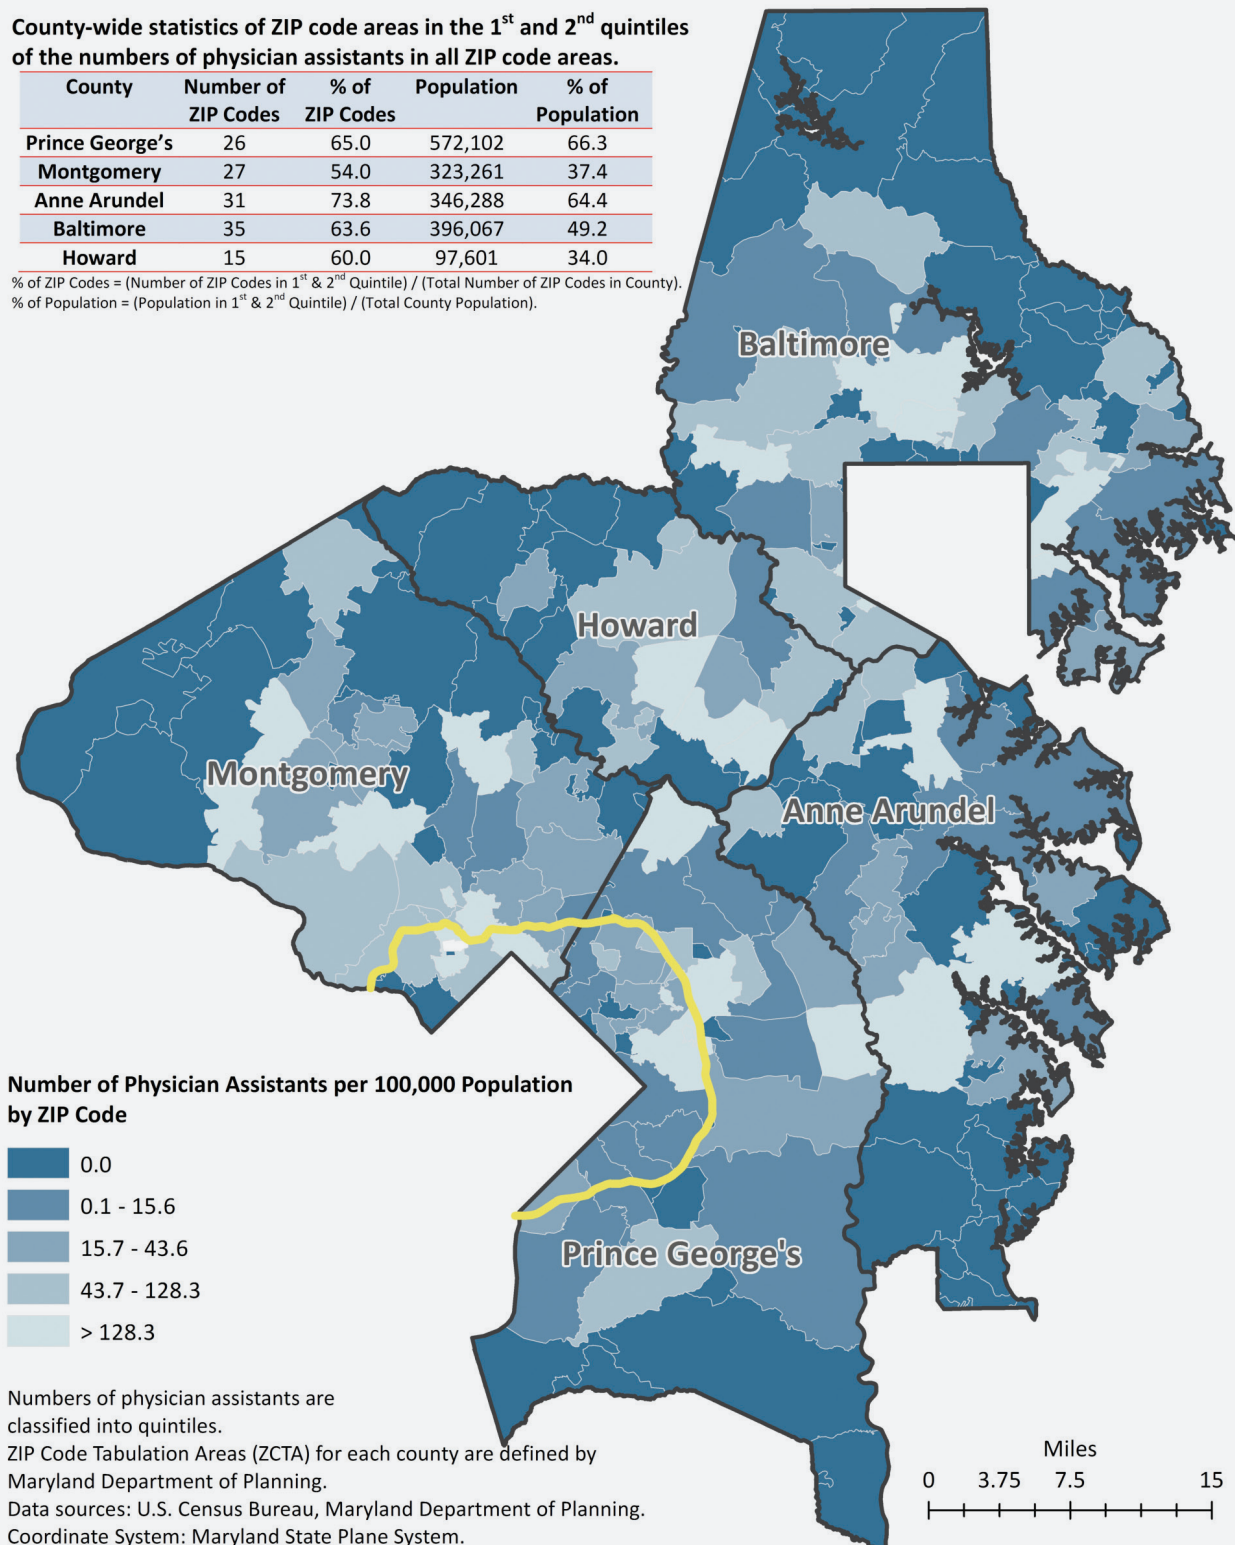 County-wide statistics of ZIP code areas in the 1st and 2nd quintiles
of the numbers of physician assistants in all ZIP code areas.
County Number of ZIP Codes % of ZIP Codes Population % of Population
Prince George's 26 65.0 572,102 66.3
Montgomery 27 54.0 323,261 37.4
Anne Arundel 31 73.8 346,288 64.4
Baltimore 35 63.6 396,067 49.2
Howard 15 60.0 97,601 34.0
% of ZIP Codes = (Number of ZIP Codes in 1st & 2nd Quintile) / (Total Number of ZIP Codes in County).
% of Population = (Population in 1st & 2nd Quintile) / (Total County Population).
Baltimore
Howard
Montgomery
Anne Arundel
Prince George's
Number of Physician Assistants per 100,000 Population
by ZIP Code
0.0
0.1 - 15.6
15.7 - 43.6
43.7 - 128.3
> 128.3
Numbers of physician assistants are
classified into quintiles.
ZIP Code Tabulation Areas (ZCTA) for each county are defined by
Maryland Department of Planning.
Data sources: U.S. Census Bureau, Maryland Department of Planning.
Coordinate System: Maryland State Plane System.
Miles
0 3.75 7.5 15